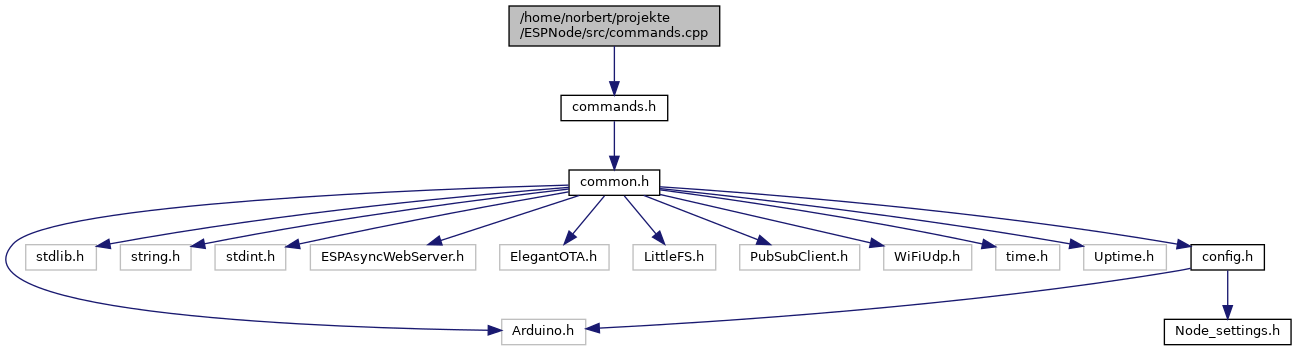 /home/norbert/projekte
/ESPNode/src/commands.cpp
commands.h
common.h
stdlib.h
string.h
stdint.h
ESPAsyncWebServer.h
ElegantOTA.h
LittleFS.h
PubSubClient.h
WiFiUdp.h
time.h
Uptime.h
config.h
Arduino.h
Node_settings.h